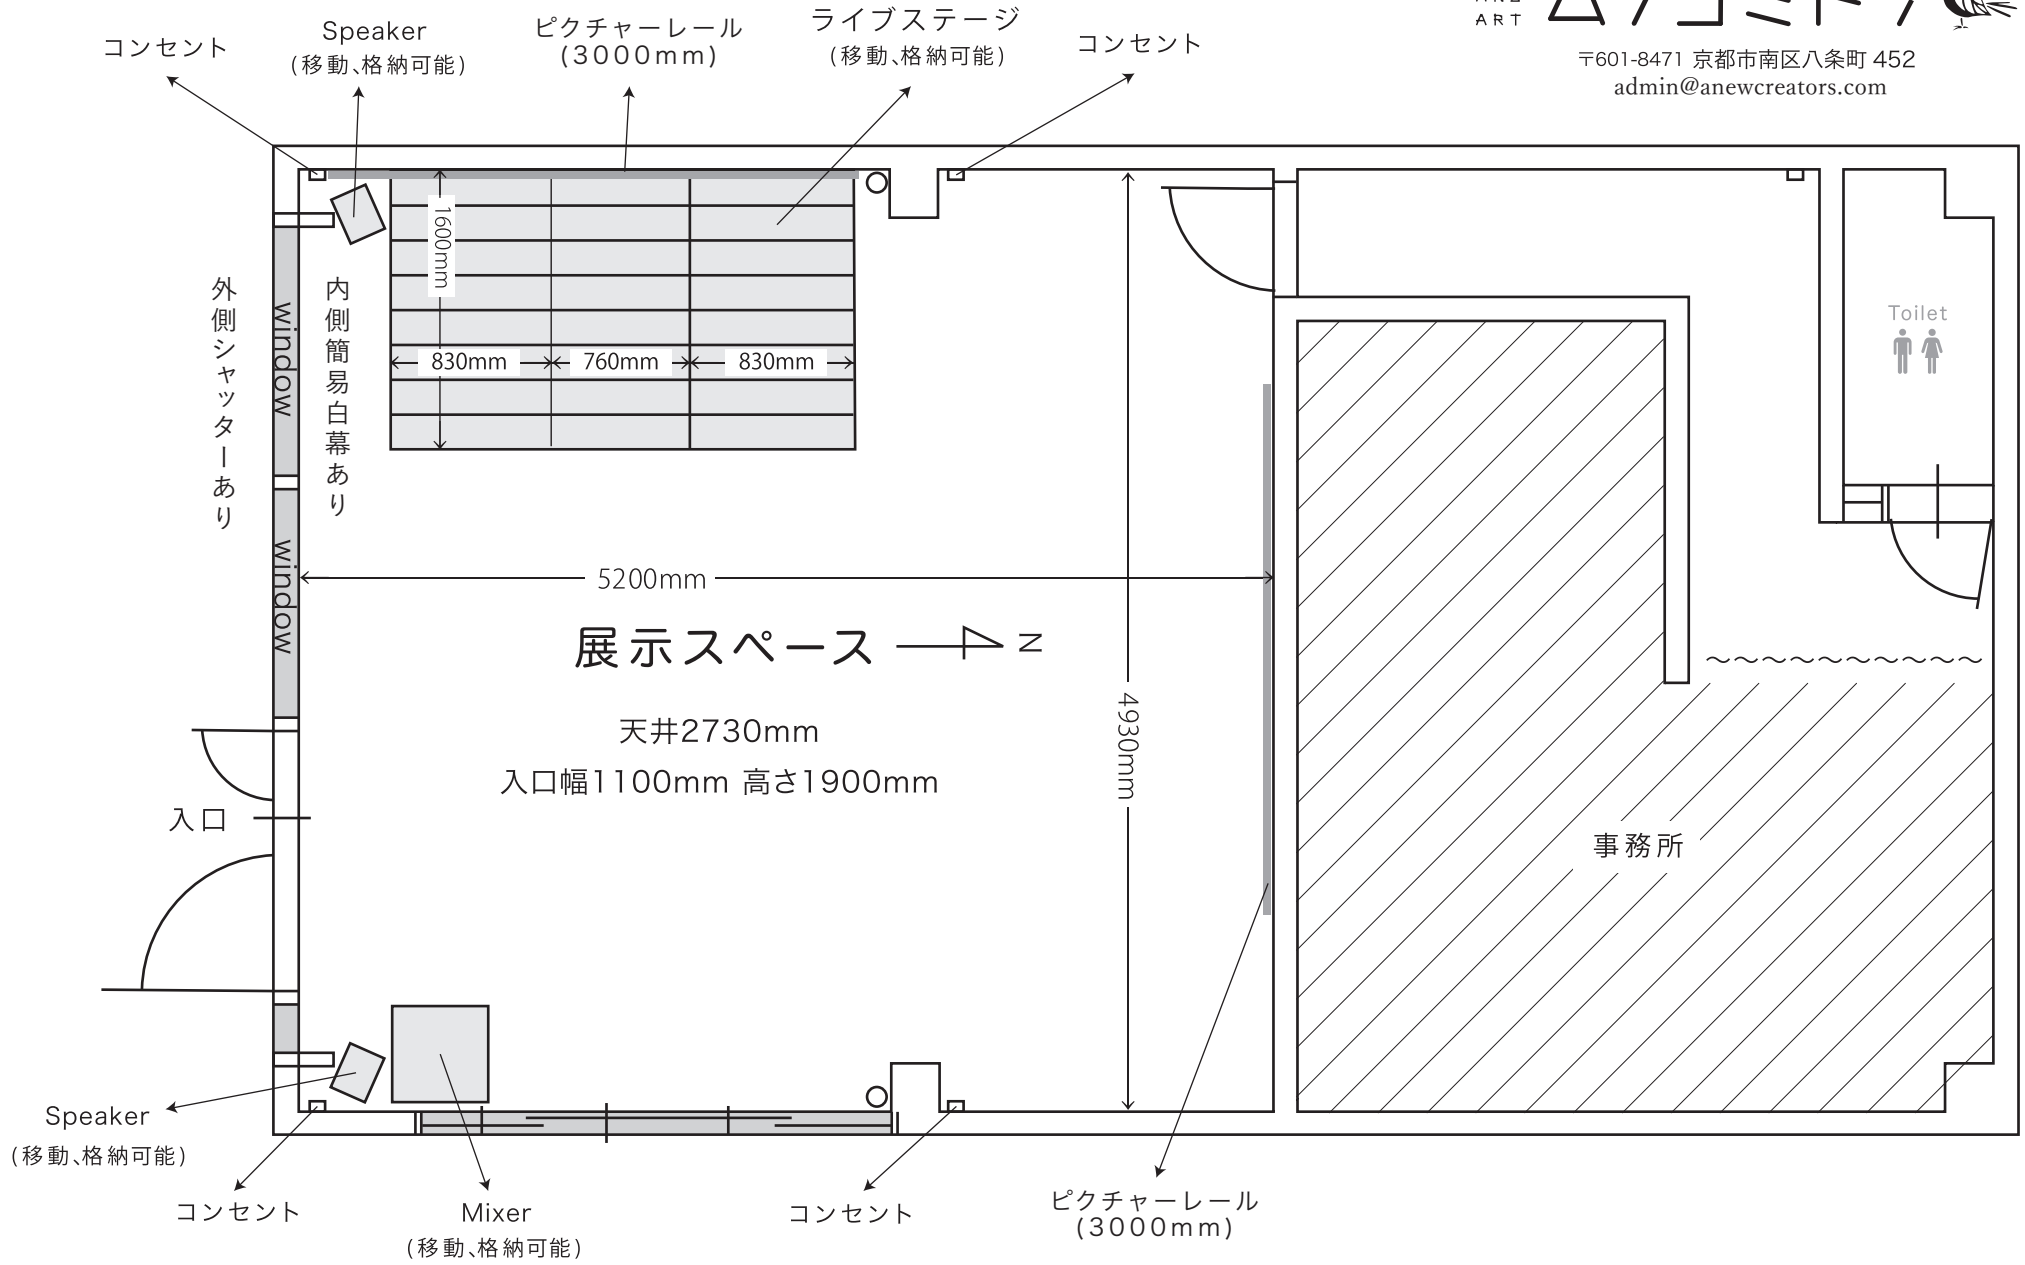 ART
〒601-8471 京都市南区八条町 452
admin@anewcreators.com
コンセント
Speaker
(移動、格納可能)
ピクチャーレール
(3000mm)
ライブステージ
(移動、格納可能)
コンセント
1600mm
830mm
760mm
830mm
外側シャッターあり
window
内側簡易白幕あり
window
Toilet
5200mm
展示スペース
N
天井2730mm
入口幅1100mm 高さ1900mm
4930mm
入口
事務所
Speaker
(移動、格納可能)
コンセント
Mixer
(移動、格納可能)
コンセント
ピクチャーレール
(3000mm)